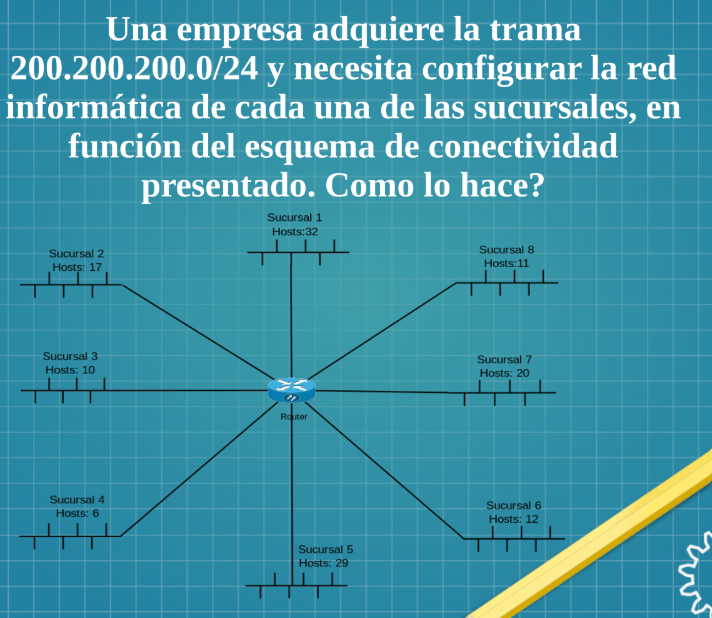 Una empresa adquiere la trama
200.200.200.0/24 y necesita configurar la red
informática de cada una de las sucursales, en
función del esquema de conectividad
presentado. Como lo hace?
Sucursal 1
Hosts:32
Sucursal 2
Hosts: 17
Sucursal 8
Hosts:11
Sucursal 3
Hosts: 10
Sucursal 7
Hosts: 20
Router
Sucursal 4
Hosts: 6
Sucursal 6
Hosts: 12
Sucursal 5
Hosts: 29